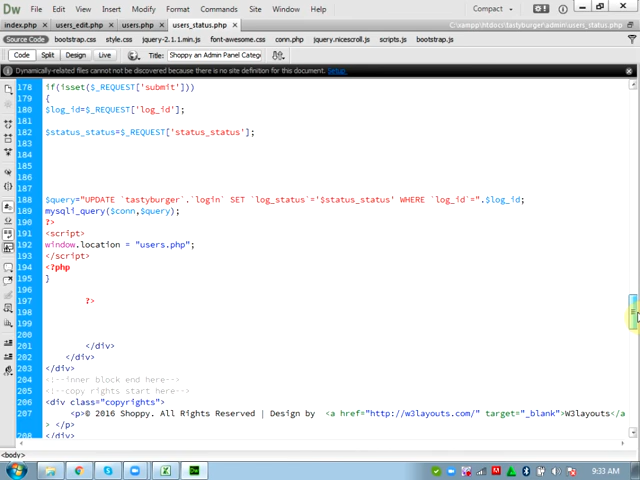 Dw File Edit View Insert Modify Format Commands Site Window Help Compact
index.php × users_edit.php × users.php × users_status.php × C:\xampp\htdocs\tastyburger\admin\users_status.php
Source Code bootstrap.css style.css jquery-2.1.1.min.js font-awesome.css conn.php jquery.nicescroll.js scripts.js bootstrap.js
Code Split Design Live Title: Shoppy an Admin Panel Categ
Dynamically-related files cannot be discovered because there is no site definition for this document. Setup
178 if(isset($_REQUEST['submit']))
179 {
180 $log_id=$_REQUEST['log_id'];
181
182 $status_status=$_REQUEST['status_status'];
183
184
185
186
187
188 $query="UPDATE `tastyburger`.`login` SET `log_status`='$status_status' WHERE `log_id`=".$log_id;
189 mysqli_query($conn,$query);
190 ?>
191 <script>
192 window.location = "users.php";
193 </script>
194 <?php
195 }
196
197 ?>
198
199
200
201 </div>
202 </div>
203 </div>
204 <!--inner block end here-->
205 <!--copy rights start here-->
206 <div class="copyrights">
207 <p>© 2016 Shoppy. All Rights Reserved | Design by <a href="http://w3layouts.com/" target="_blank">W3layouts</a
> </p>
208 </div>
<body>
9:33 AM